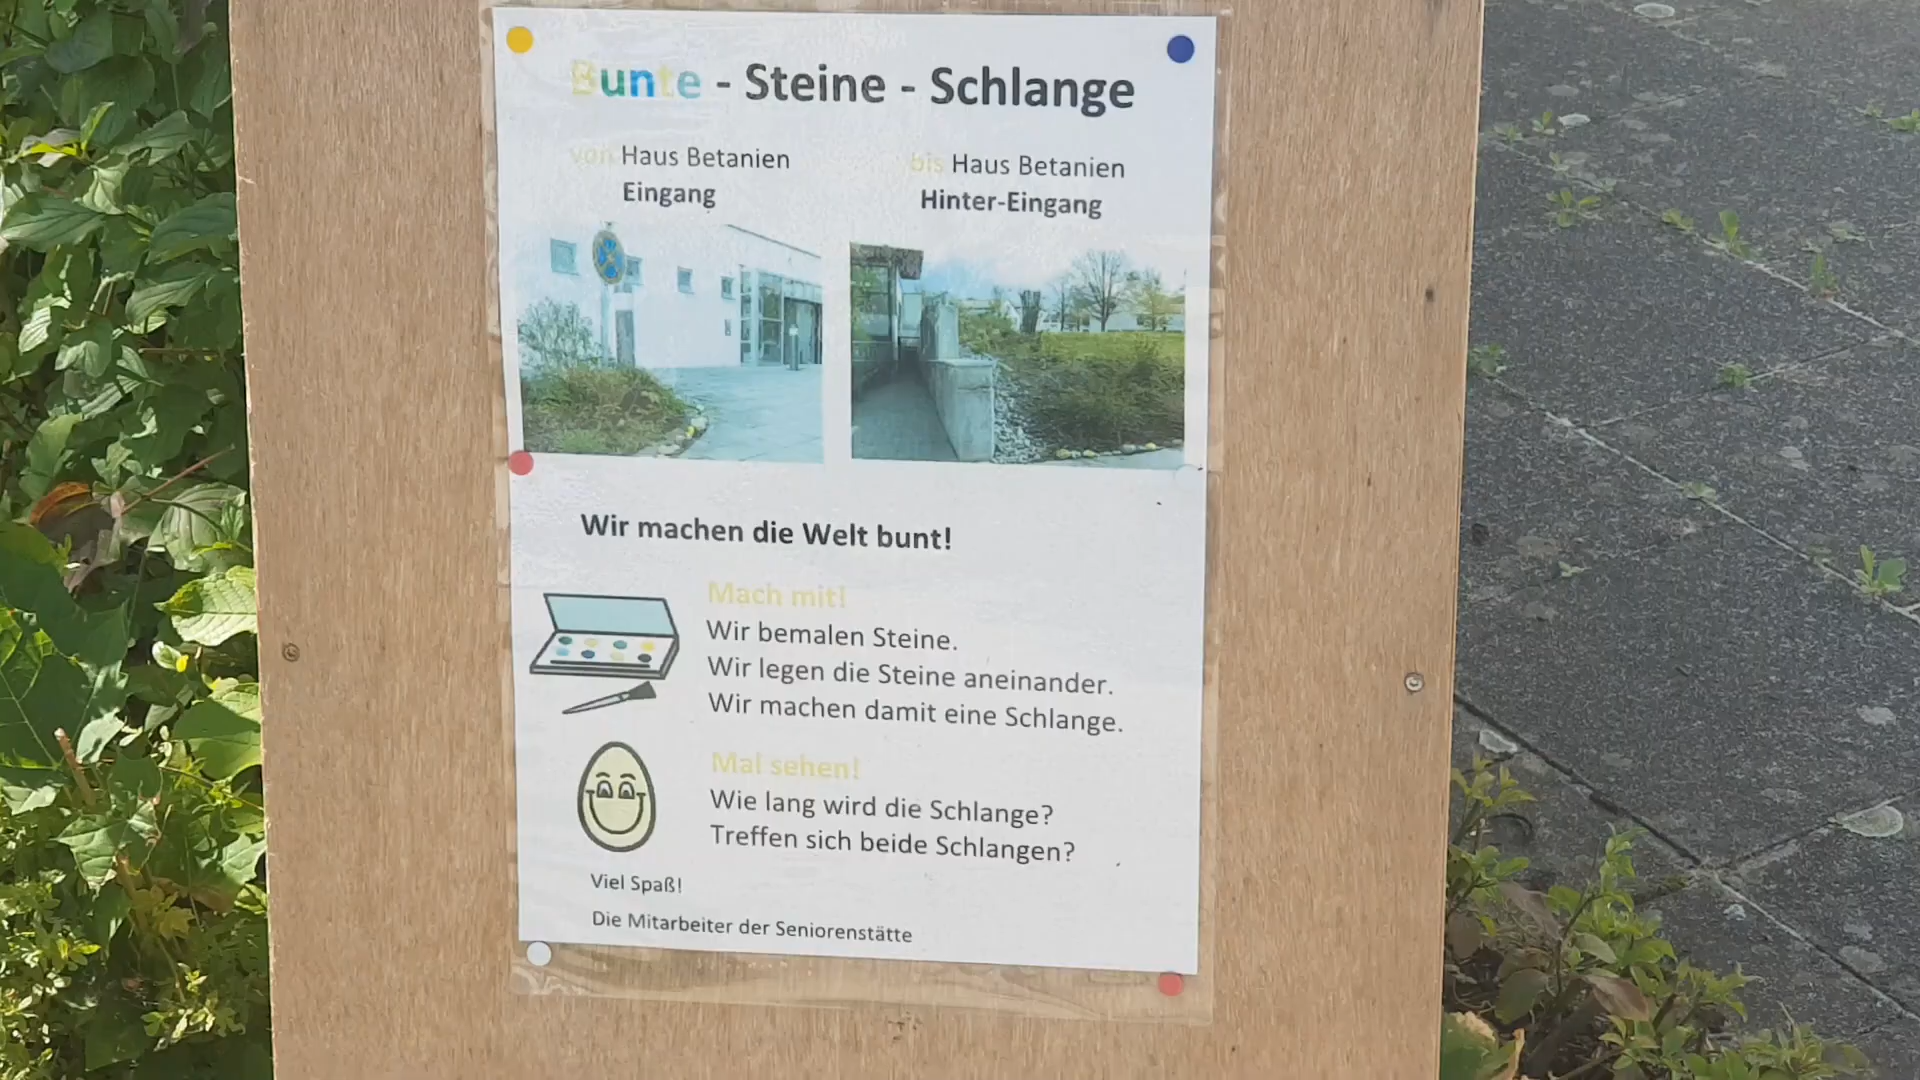 Bunte - Steine - Schlange
von Haus Betanien
Eingang
bis Haus Betanien
Hinter-Eingang
Wir machen die Welt bunt!
Mach mit!
Wir bemalen Steine.
Wir legen die Steine aneinander.
Wir machen damit eine Schlange.
Mal sehen!
Wie lang wird die Schlange?
Treffen sich beide Schlangen?
Viel Spaß!
Die Mitarbeiter der Seniorenstätte